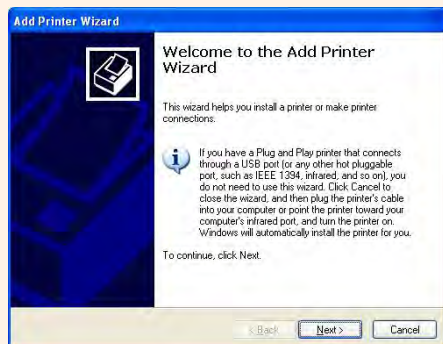 Add Printer Wizard
Welcome to the Add Printer
Wizard
This wizard helps you install a printer or make printer
connections.
If you have a Plug and Play printer that connects
through a USB port (or any other hot pluggable
port, such as IEEE 1394, infrared, and so on), you
do not need to use this wizard. Click Cancel to
close the wizard, and then plug the printer's cable
into your computer or point the printer toward your
computer's infrared port, and turn the printer on.
Windows will automatically install the printer for you.
To continue, click Next.
< Back Next > Cancel